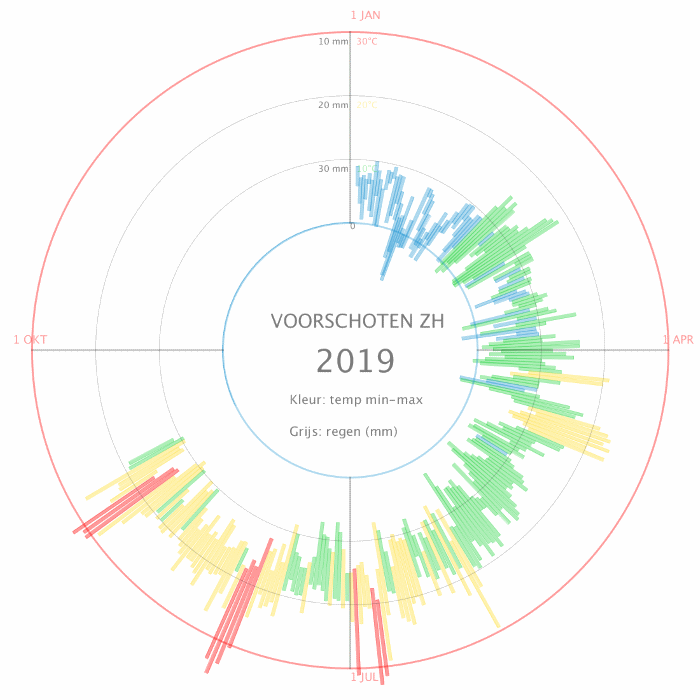 1 JAN
10 mm 30°C
20 mm 20°C
30 mm 10°C
0
VOORSCHOTEN ZH
1 OKT
1 APR
2019
Kleur: temp min-max
Grijs: regen (mm)
1 JUL